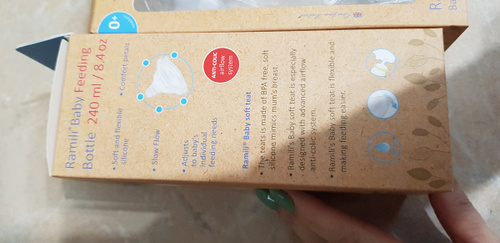 Ramili® Baby Feeding
Bottle 240 ml / 8.4 oz
• Comfort petals
• Soft and flexible
silicone
• Slow Flow
• Adjusts
to baby's
individual
feeding needs
ANTI-COLIC
airflow
system
Ramili® Baby soft teat
• The teats is made of BPA free, soft
silicone mimics mum's breast.
• Ramili's Baby soft teat is especially
designed with advanced airflow
anti-colic system.
• Ramili's Baby soft teat is flexible and
making feeding easier.
0+